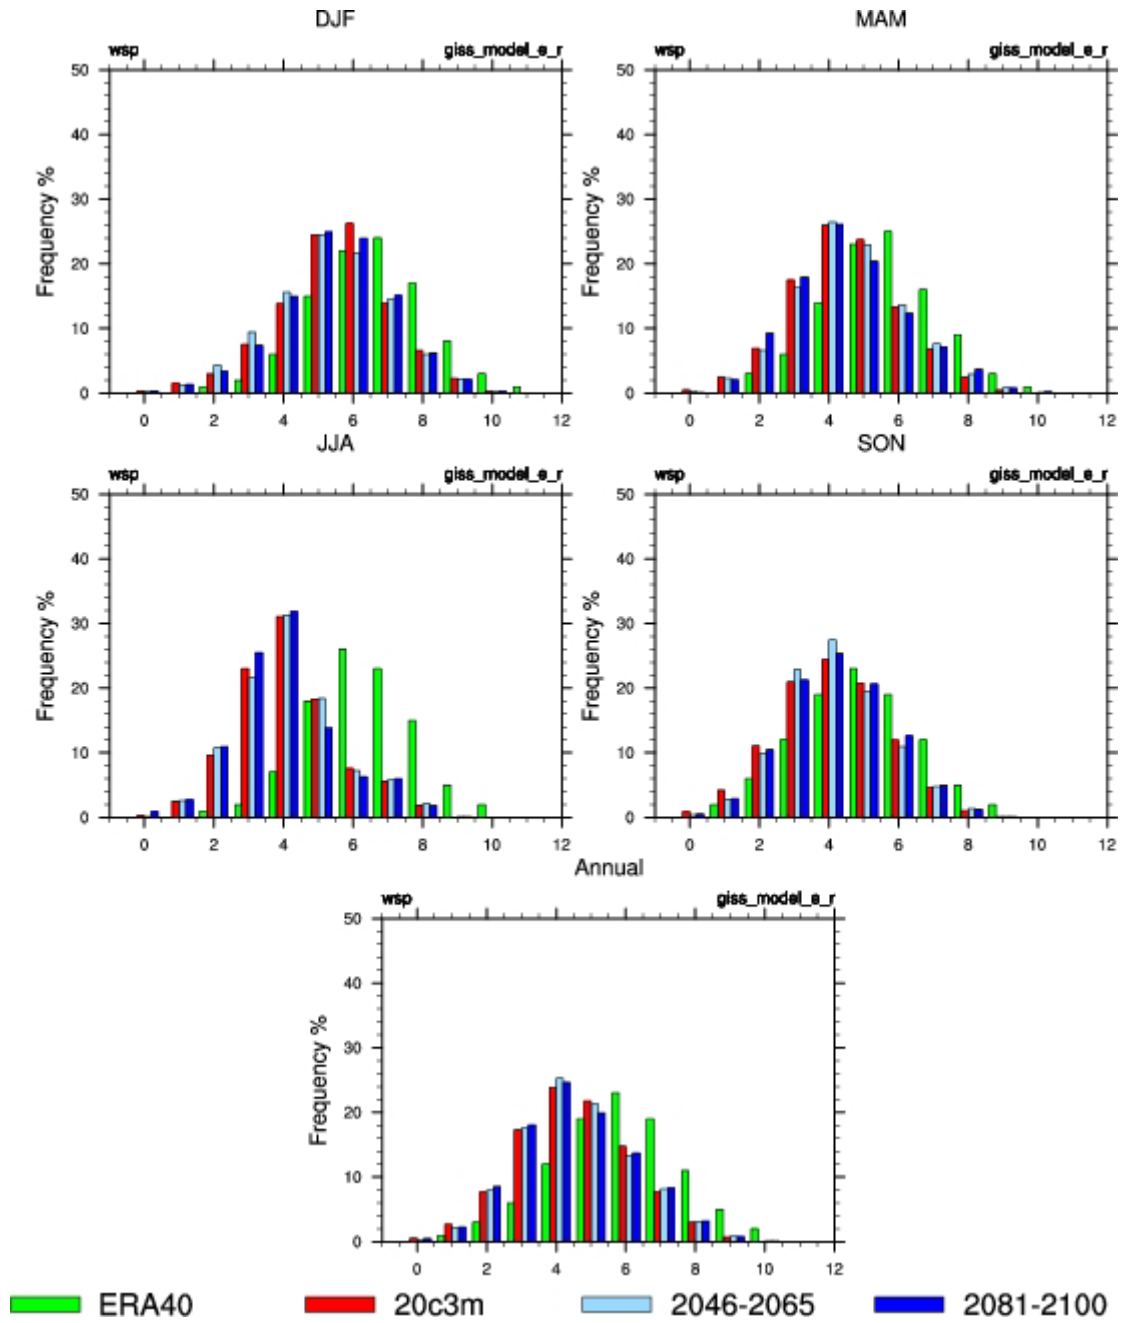 DJF MAM
wsp giss_model_e_r wsp giss_model_e_r
50 50
40 40
30 30
20 20
10 10
0 0
Frequency % Frequency %
0 2 4 6 8 10 12 0 2 4 6 8 10 12
JJA SON
wsp giss_model_e_r wsp giss_model_e_r
50 50
40 40
30 30
20 20
10 10
0 0
Frequency % Frequency %
0 2 4 6 8 10 12 0 2 4 6 8 10 12
Annual
wsp giss_model_e_r
50
40
30
20
10
0
Frequency %
0 2 4 6 8 10 12
ERA40 20c3m 2046-2065 2081-2100